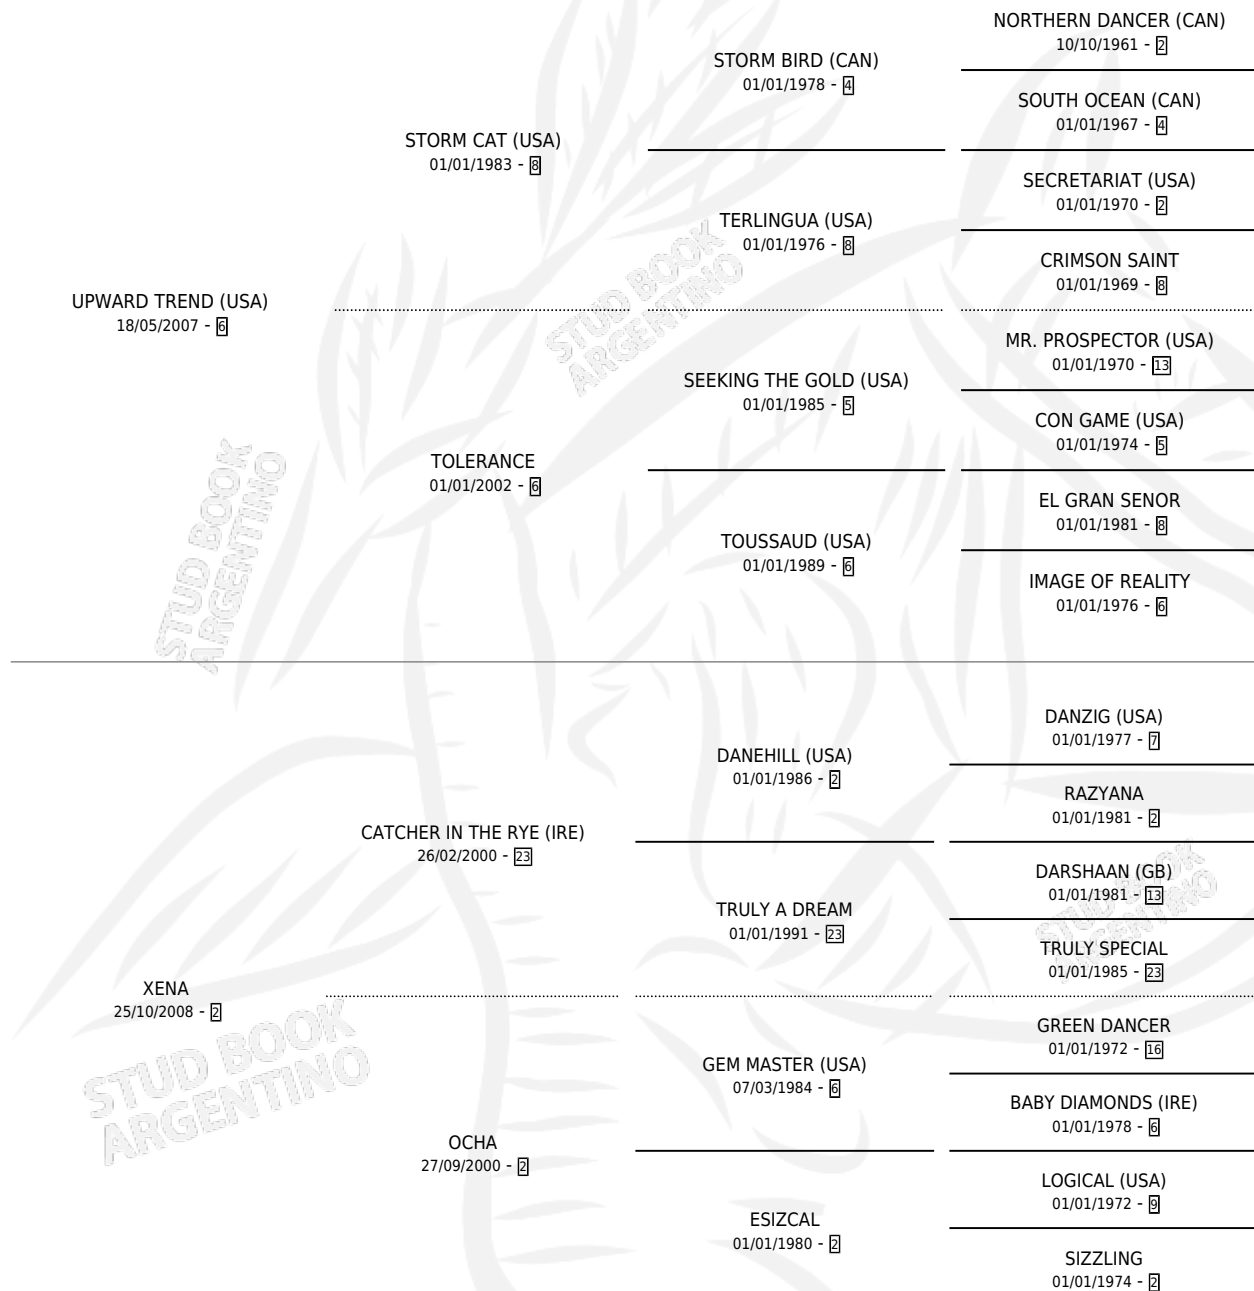 NORTHERN DANCER (CAN)
10/10/1961 - 2
STORM BIRD (CAN)
01/01/1978 - 4
SOUTH OCEAN (CAN)
01/01/1967 - 4
STORM CAT (USA)
01/01/1983 - 8
SECRETARIAT (USA)
01/01/1970 - 2
TERLINGUA (USA)
01/01/1976 - 8
CRIMSON SAINT
01/01/1969 - 8
UPWARD TREND (USA)
18/05/2007 - 6
STUD BOOK
ARGENTINO
MR. PROSPECTOR (USA)
01/01/1970 - 13
SEEKING THE GOLD (USA)
01/01/1985 - 5
CON GAME (USA)
01/01/1974 - 5
TOLERANCE
01/01/2002 - 6
EL GRAN SENOR
01/01/1981 - 8
TOUSSAUD (USA)
01/01/1989 - 6
IMAGE OF REALITY
01/01/1976 - 6
STUD BOOK
ARGENTINO
DANZIG (USA)
01/01/1977 - 7
DANEHILL (USA)
01/01/1986 - 2
RAZYANA
01/01/1981 - 2
CATCHER IN THE RYE (IRE)
26/02/2000 - 23
DARSHAAN (GB)
01/01/1981 - 13
STUD BOOK
ARGENTINO
TRULY A DREAM
01/01/1991 - 23
TRULY SPECIAL
01/01/1985 - 23
XENA
25/10/2008 - 2
STUD BOOK
ARGENTINO
GREEN DANCER
01/01/1972 - 16
GEM MASTER (USA)
07/03/1984 - 6
BABY DIAMONDS (IRE)
01/01/1978 - 6
OCHA
27/09/2000 - 2
LOGICAL (USA)
01/01/1972 - 9
ESIZCAL
01/01/1980 - 2
SIZZLING
01/01/1974 - 2